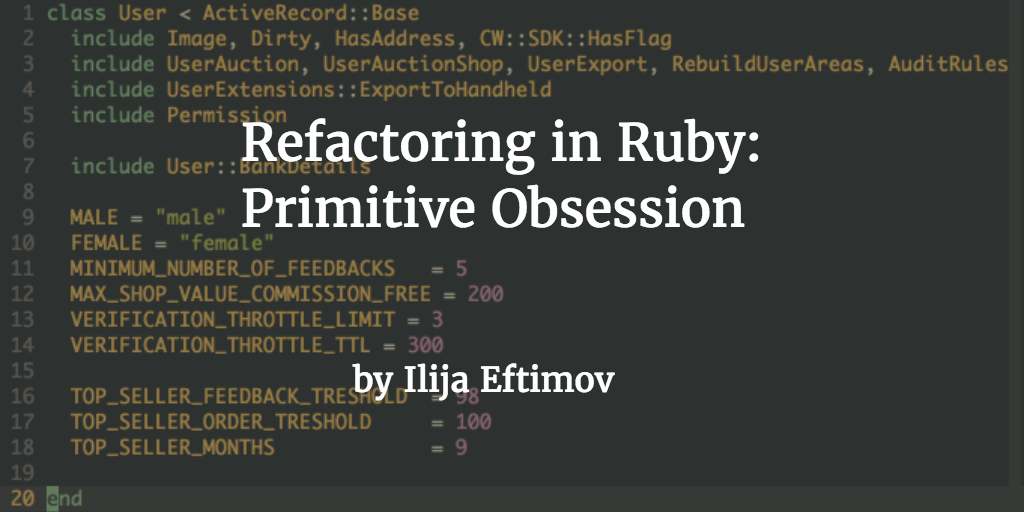 1 class User < ActiveRecord::Base
2 include Image, Dirty, HasAddress, CW::SDK::HasFlag
3 include UserAuction, UserAuctionShop, UserExport, RebuildUserAreas, AuditRules
4 include UserExtensions::ExportToHandheld
5 include Permission
Refactoring in Ruby:
6
7 include User::BankDetails
8
Primitive Obsession
9 MALE = "male"
10 FEMALE = "female"
11 MINIMUM_NUMBER_OF_FEEDBACKS = 5
12 MAX_SHOP_VALUE_COMMISSION_FREE = 200
13 VERIFICATION_THROTTLE_LIMIT = 3
14 VERIFICATION_THROTTLE_TTL = 300
15
by Ilija Eftimov
16 TOP_SELLER_FEEDBACK_TRESHOLD = 98
17 TOP_SELLER_ORDER_TRESHOLD = 100
18 TOP_SELLER_MONTHS = 9
19
20 end